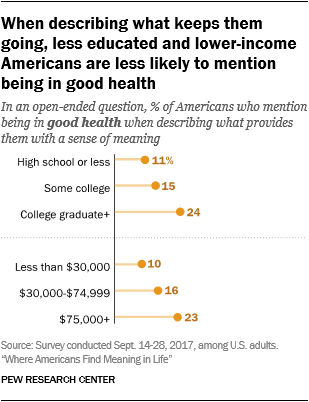 When describing what keeps them
going, less educated and lower-income
Americans are less likely to mention
being in good health
In an open-ended question, % of Americans who mention
being in good health when describing what provides
them with a sense of meaning
High school or less 11%
Some college 15
College graduate+ 24
Less than $30,000 10
$30,000-$74,999 16
$75,000+ 23
Source: Survey conducted Sept. 14-28, 2017, among U.S. adults.
“Where Americans Find Meaning in Life”
PEW RESEARCH CENTER